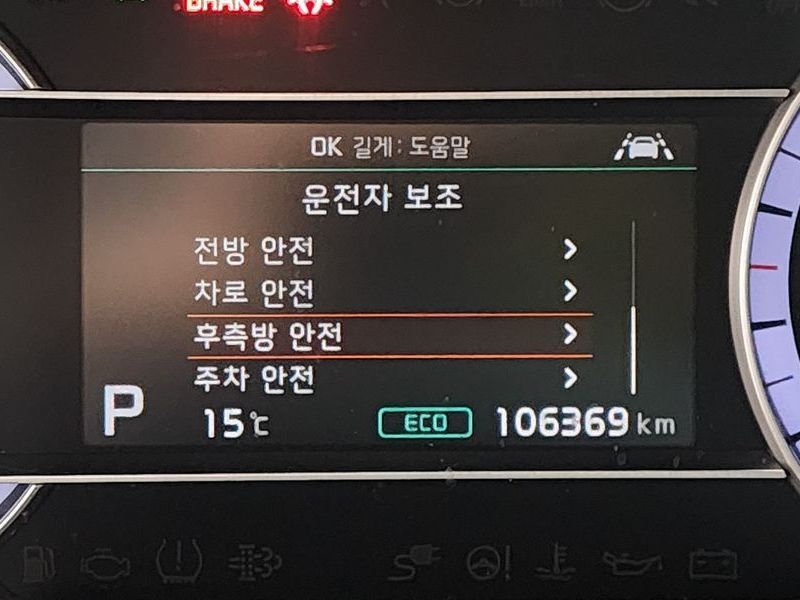 BRAKE
OK 길게: 도움말
운전자 보조
전방 안전
차로 안전
후측방 안전
주차 안전
P
15℃
ECO
106369 km